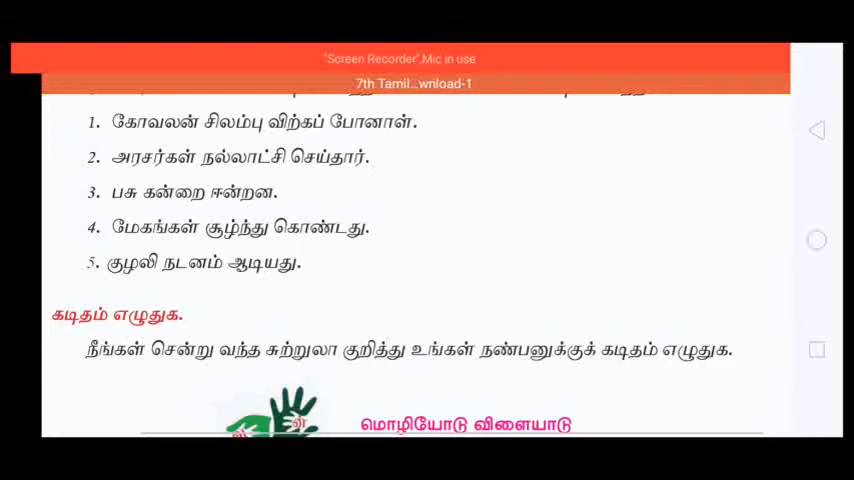 "Screen Recorder",Mic in use
7th Tamil...wnload-1
1. கோவலன் சிலம்பு விற்கப் போனாள்.
2. அரசர்கள் நல்லாட்சி செய்தார்.
3. பசு கன்றை ஈன்றன.
4. மேகங்கள் சூழ்ந்து கொண்டது.
5. குழலி நடனம் ஆடியது.
கடிதம் எழுதுக.
நீங்கள் சென்று வந்த சுற்றுலா குறித்து உங்கள் நண்பனுக்குக் கடிதம் எழுதுக.
மொழியோடு விளையாடு